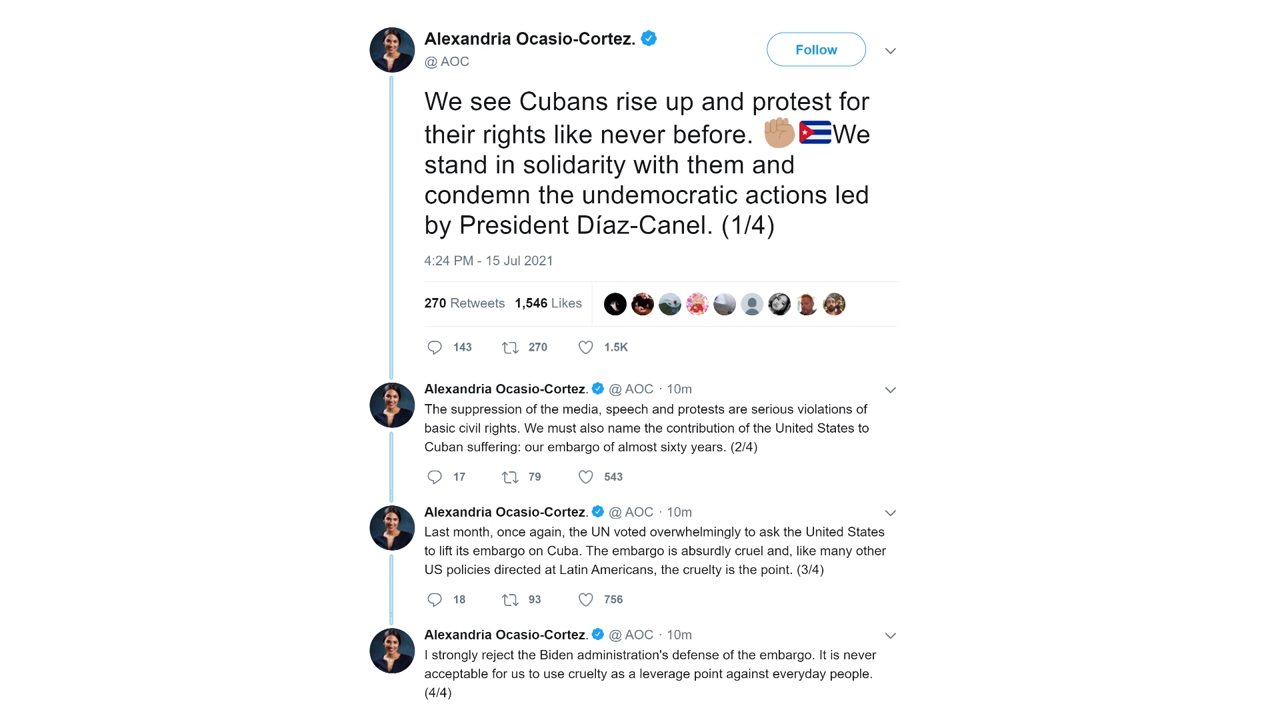 Alexandria Ocasio-Cortez.
Follow
@ AOC
We see Cubans rise up and protest for
their rights like never before. ✊🏽🇨🇺We
stand in solidarity with them and
condemn the undemocratic actions led
by President Díaz-Canel. (1/4)
4:24 PM - 15 Jul 2021
270 Retweets 1,546 Likes
143 270 1.5K
Alexandria Ocasio-Cortez. @ AOC · 10m
The suppression of the media, speech and protests are serious violations of
basic civil rights. We must also name the contribution of the United States to
Cuban suffering: our embargo of almost sixty years. (2/4)
17 79 543
Alexandria Ocasio-Cortez. @ AOC · 10m
Last month, once again, the UN voted overwhelmingly to ask the United States
to lift its embargo on Cuba. The embargo is absurdly cruel and, like many other
US policies directed at Latin Americans, the cruelty is the point. (3/4)
18 93 756
Alexandria Ocasio-Cortez. @ AOC · 10m
I strongly reject the Biden administration's defense of the embargo. It is never
acceptable for us to use cruelty as a leverage point against everyday people.
(4/4)